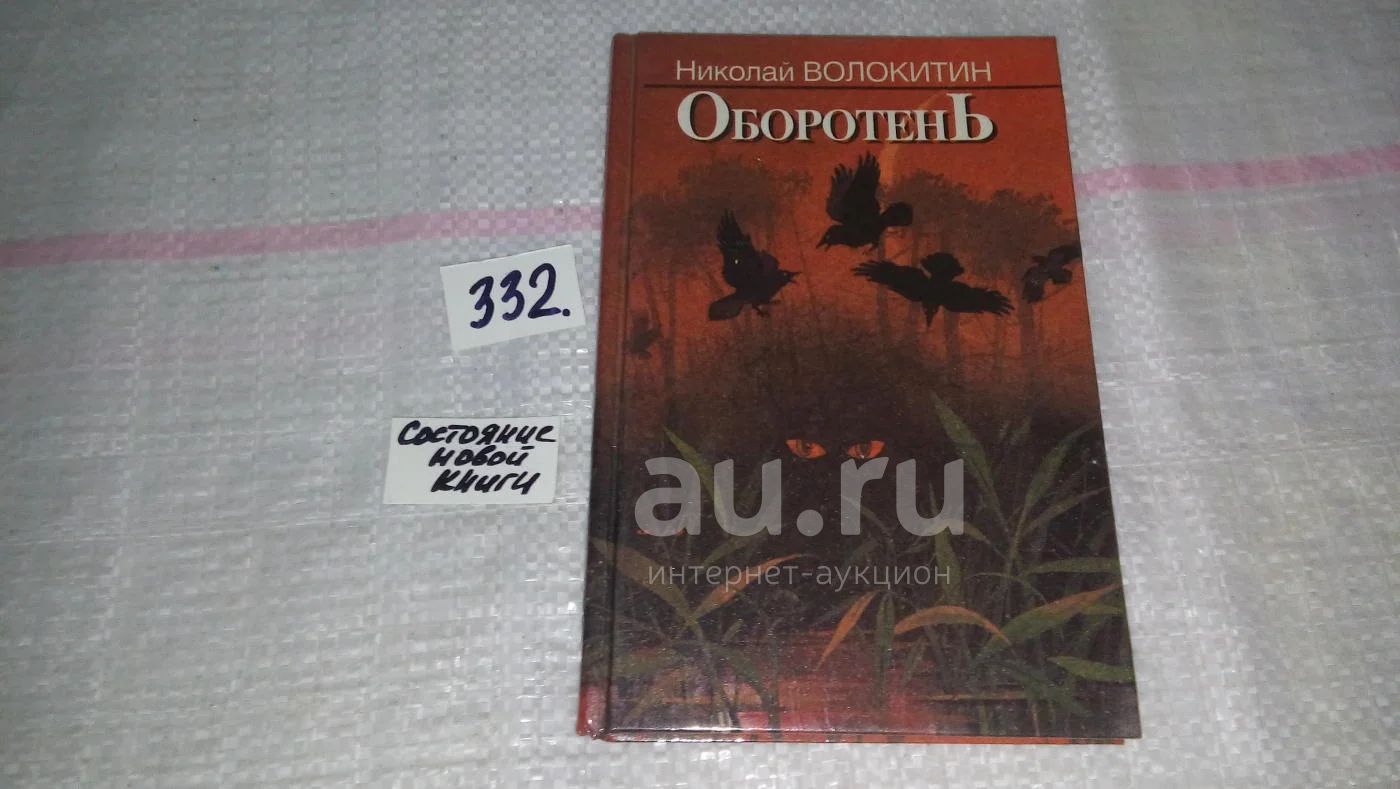 Николай ВОЛОКИТИН
ОБОРОТЕНЬ
332.
Состояние
новой
книги
au.ru
интернет-аукцион